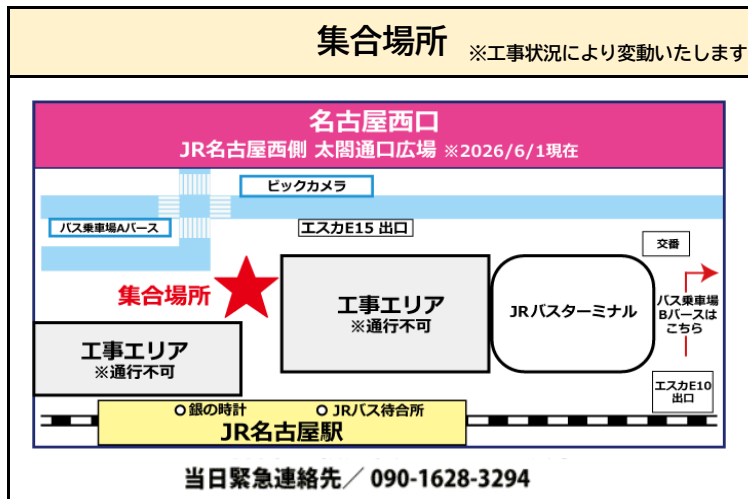 集合場所 ※工事状況により変動いたします
名古屋西口
JR名古屋西側 太閤通口広場 ※2026/6/1現在
ビックカメラ
バス乗車場Aバース
エスカE15 出口
交番
集合場所
工事エリア
※通行不可
JRバスターミナル
バス乗車場
Bバースは
こちら
工事エリア
※通行不可
エスカE10
出口
銀の時計
JRバス待合所
JR名古屋駅
当日緊急連絡先／ 090-1628-3294